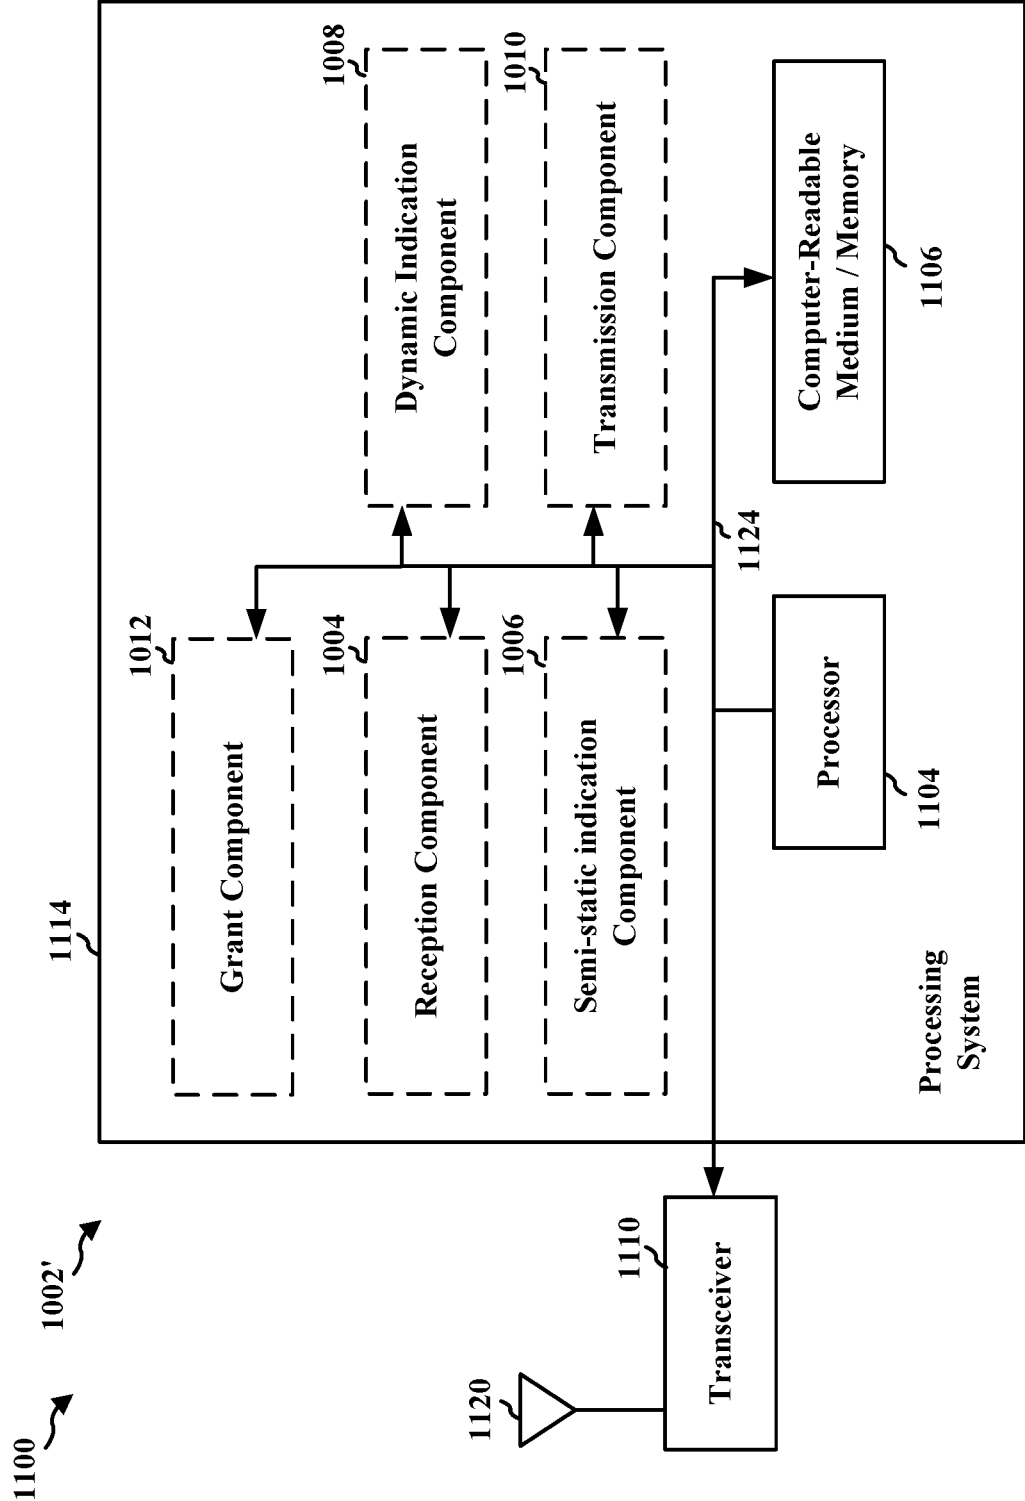 1100
1002'
1114
1012
Grant Component
1004
Reception Component
1008
Dynamic Indication
Component
1006
Semi-static indication
Component
1010
Transmission Component
1120
1110
Transceiver
1124
Processor
1104
Computer-Readable
Medium / Memory
1106
Processing
System